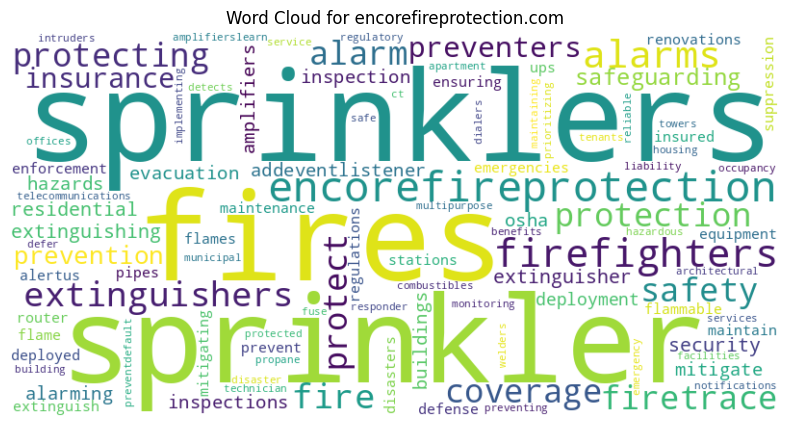 Word Cloud for encorefireprotection.com
intruders amplifierslearn service regulatory renovations
protecting alarm preventers alarms
insurance implementing detects amplifiers inspection apartment ensuring ups safeguarding suppression
sprinklers
offices safe ct dialers maintaining prioritizing reliable towers
tenants insured
housing
enforcement evacuation addeventlistener emergencies liability occupancy
hazards encorefireprotection
telecommunications
residential fires maintenance multipurpose osha protection
extinguishing regulations benefits hazardous equipment
defer flames
prevention municipal stations firefighters
alertus pipes protect extinguisher architectural
extinguishers combustibles deployment flammable safety
router fuse responder monitoring services
flame sprinkler maintain
deployed preventdefault mitigating protected prevent buildings welders security
building propane facilities
disaster disasters mitigate
alarming technician emergency notifications
extinguish inspections fire coverage firetrace
defense preventing